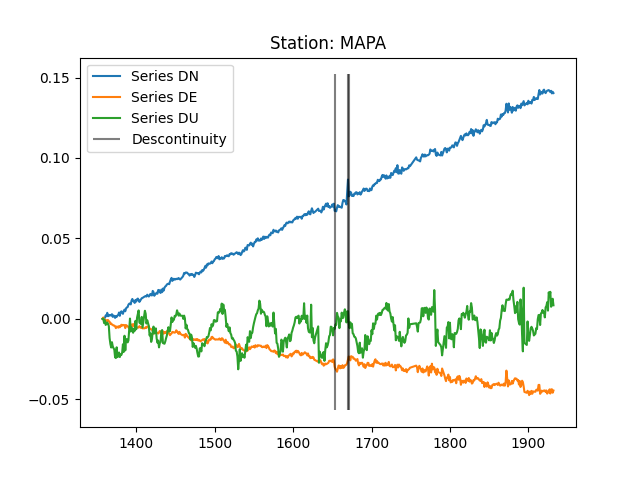 Station: MAPA
Series DN
Series DE
Series DU
Descontinuity
0.15
0.10
0.05
0.00
−0.05
1400 1500 1600 1700 1800 1900